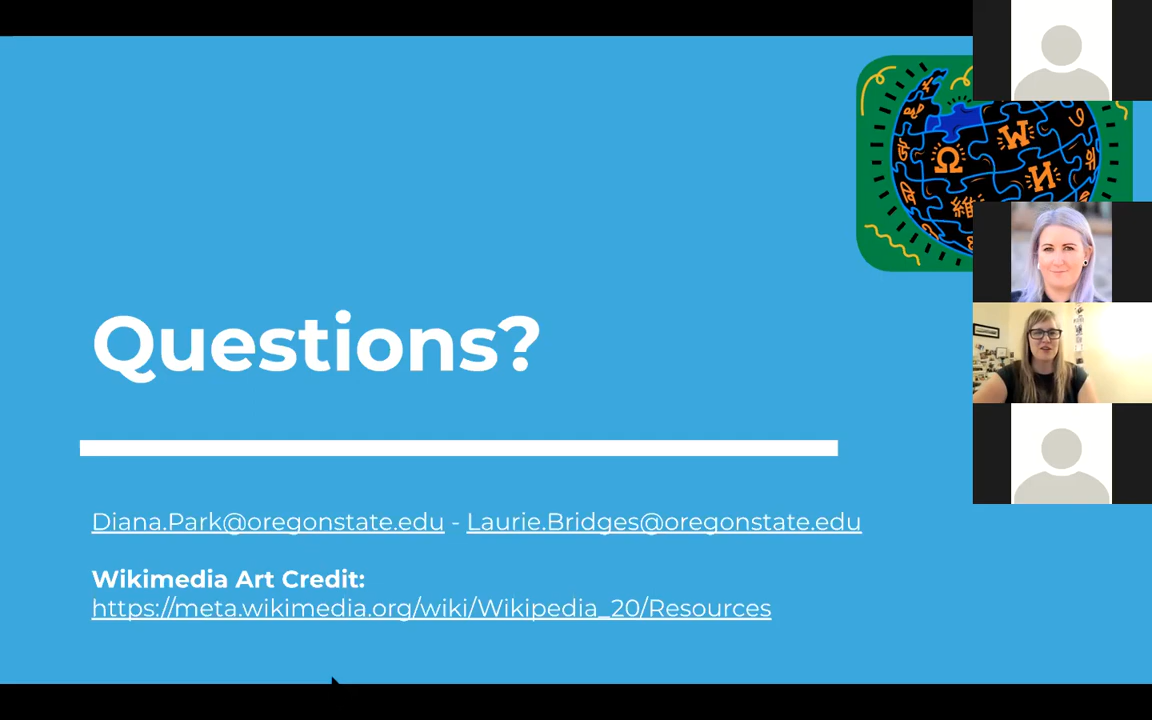 Ω W И 維
Questions?
Diana.Park@oregonstate.edu - Laurie.Bridges@oregonstate.edu
Wikimedia Art Credit:
https://meta.wikimedia.org/wiki/Wikipedia_20/Resources